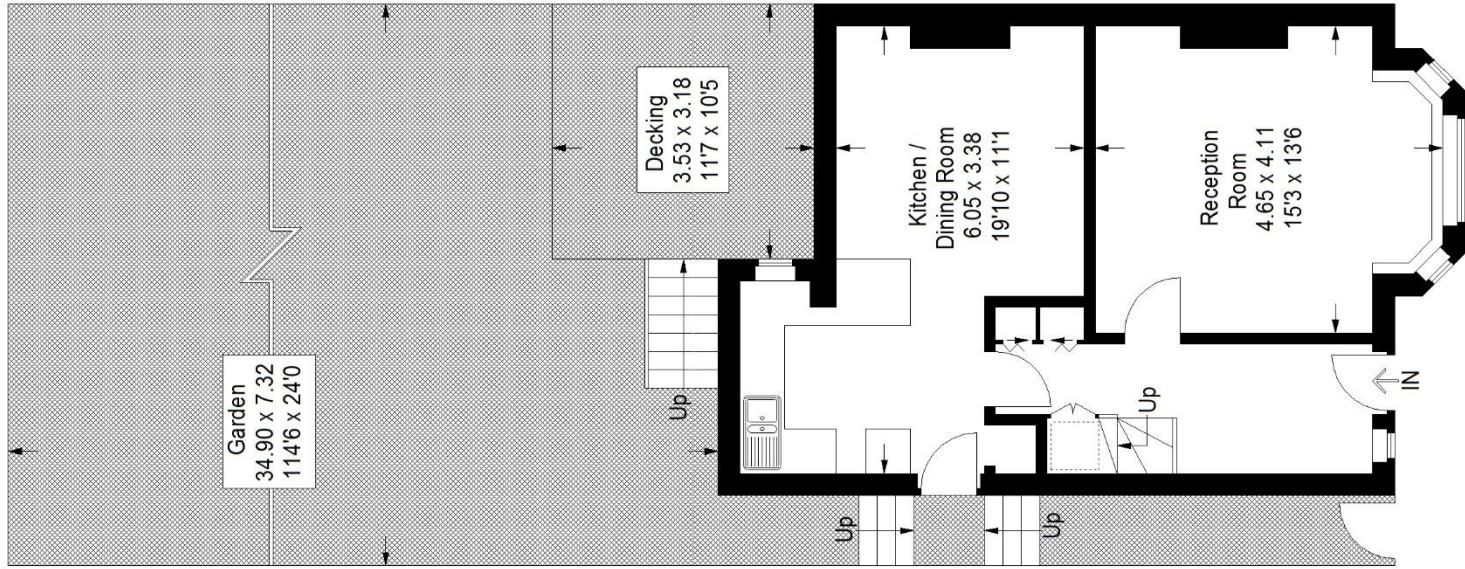 Garden
34.90 x 7.32
114'6 x 24'0
Decking
3.53 x 3.18
11'7 x 10'5
Up
Kitchen /
Dining Room
6.05 x 3.38
19'10 x 11'1
Up
Up
Up
Reception
Room
4.65 x 4.11
15'3 x 13'6
IN